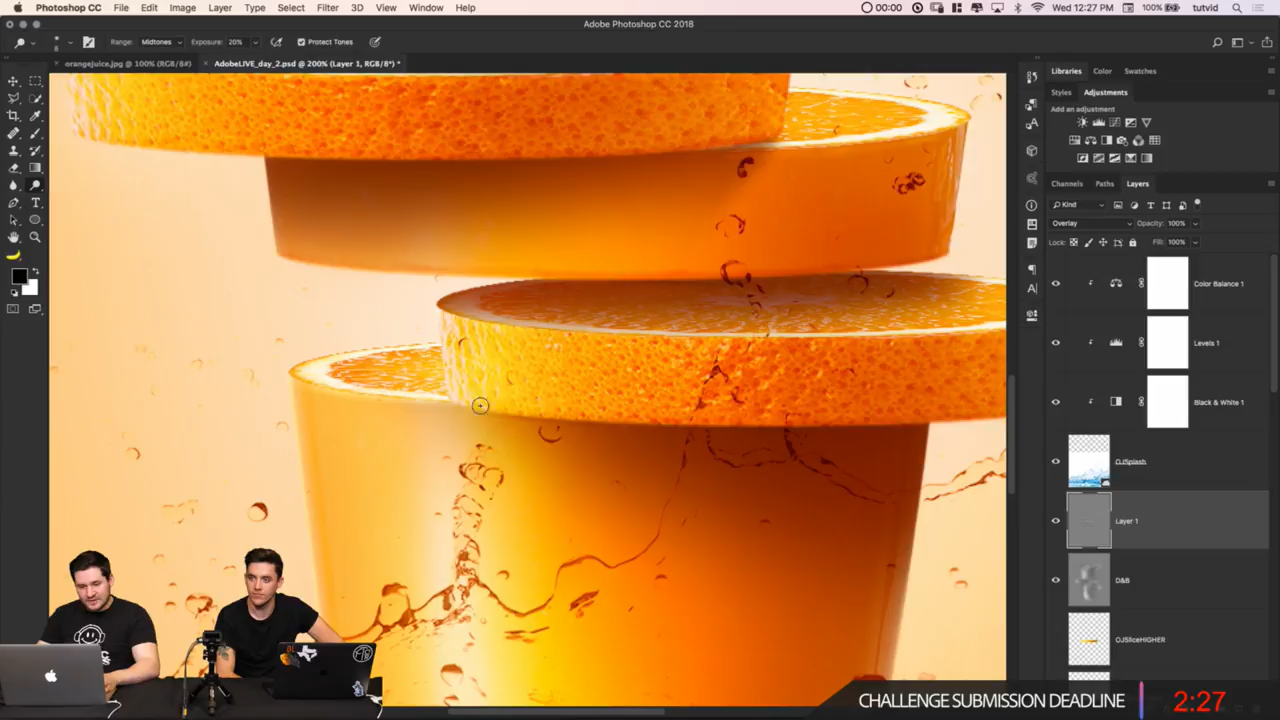 Photoshop CC File Edit Image Layer Type Select Filter 3D View Window Help 00:00 100% Wed 12:27 PM tutvid
Adobe Photoshop CC 2018
Range: Midtones Exposure: 20% Protect Tones
× orangejuice.jpg @ 100% (RGB/8#) × AdobeLIVE_day_2.psd @ 200% (Layer 1, RGB/8*) *
Libraries Color Swatches
Styles Adjustments
Add an adjustment
Channels Paths Layers
Kind
Overlay Opacity: 100%
Lock: Fill: 100%
Color Balance 1
Levels 1
Black & White 1
OJSplash
Layer 1
D&B
OJSliceHIGHER
CHALLENGE SUBMISSION DEADLINE 2:27